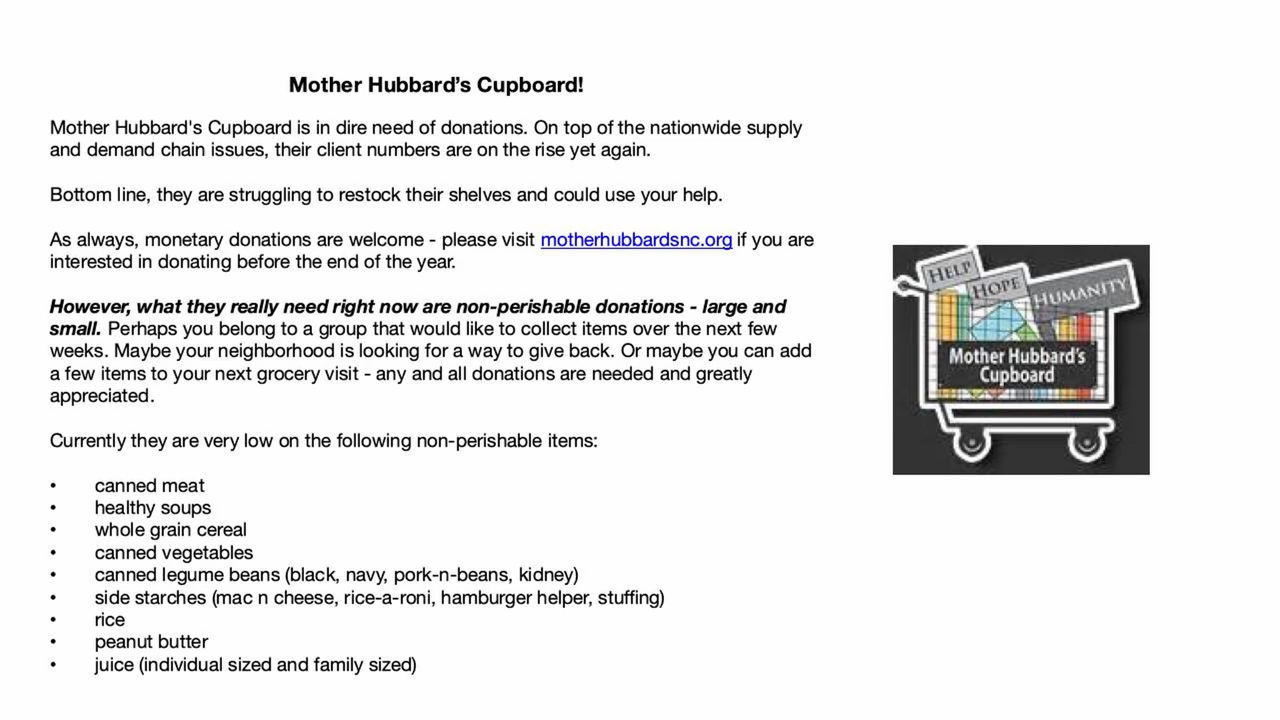 Mother Hubbard’s Cupboard!
Mother Hubbard's Cupboard is in dire need of donations. On top of the nationwide supply
and demand chain issues, their client numbers are on the rise yet again.
Bottom line, they are struggling to restock their shelves and could use your help.
As always, monetary donations are welcome - please visit motherhubbardsnc.org if you are
interested in donating before the end of the year.
However, what they really need right now are non-perishable donations - large and
small. Perhaps you belong to a group that would like to collect items over the next few
weeks. Maybe your neighborhood is looking for a way to give back. Or maybe you can add
a few items to your next grocery visit - any and all donations are needed and greatly
appreciated.
Currently they are very low on the following non-perishable items:
• canned meat
• healthy soups
• whole grain cereal
• canned vegetables
• canned legume beans (black, navy, pork-n-beans, kidney)
• side starches (mac n cheese, rice-a-roni, hamburger helper, stuffing)
• rice
• peanut butter
• juice (individual sized and family sized)
HELP
HOPE
HUMANITY
Mother Hubbard's
Cupboard